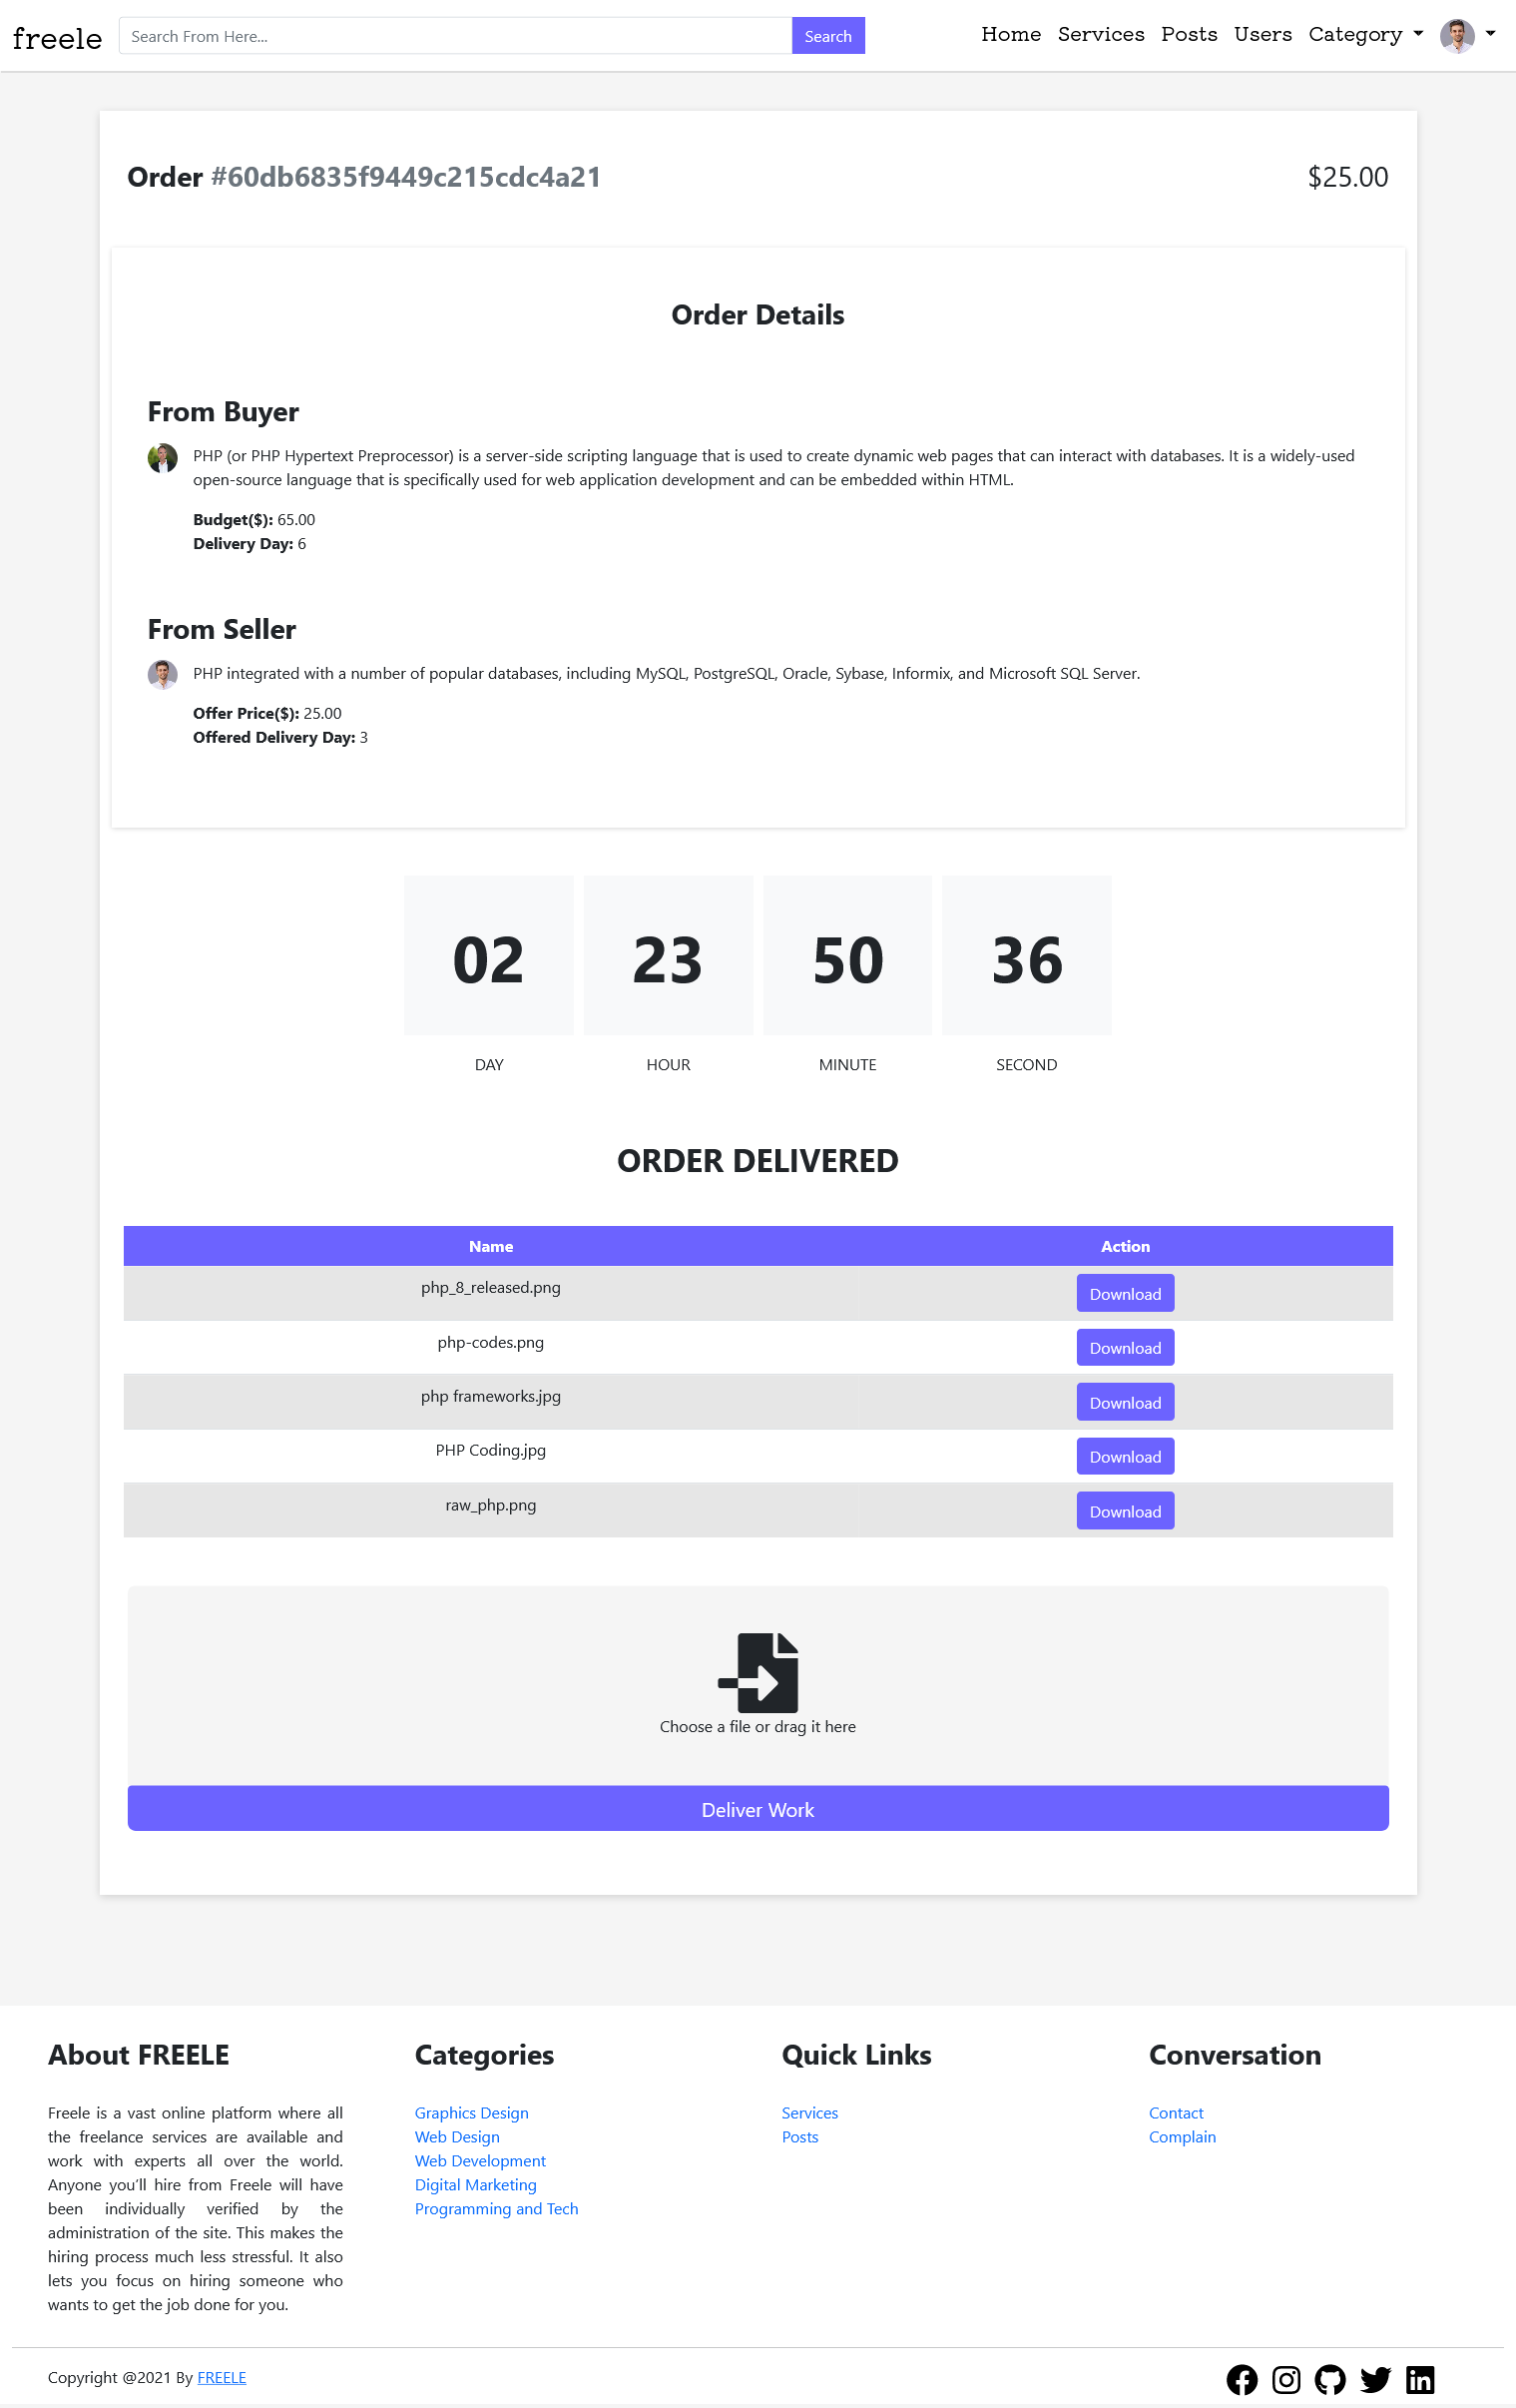 freele
Search From Here...
Search
Home Services Posts Users Category
Order #60db6835f9449c215cdc4a21
$25.00
Order Details
From Buyer
PHP (or PHP Hypertext Preprocessor) is a server-side scripting language that is used to create dynamic web pages that can interact with databases. It is a widely-used
open-source language that is specifically used for web application development and can be embedded within HTML.
Budget($): 65.00
Delivery Day: 6
From Seller
PHP integrated with a number of popular databases, including MySQL, PostgreSQL, Oracle, Sybase, Informix, and Microsoft SQL Server.
Offer Price($): 25.00
Offered Delivery Day: 3
02 23 50 36
DAY HOUR MINUTE SECOND
ORDER DELIVERED
Name Action
php_8_released.png Download
php-codes.png Download
php frameworks.jpg Download
PHP Coding.jpg Download
raw_php.png Download
Choose a file or drag it here
Deliver Work
About FREELE
Freele is a vast online platform where all
the freelance services are available and
work with experts all over the world.
Anyone you'll hire from Freele will have
been individually verified by the
administration of the site. This makes the
hiring process much less stressful. It also
lets you focus on hiring someone who
wants to get the job done for you.
Categories
Graphics Design
Web Design
Web Development
Digital Marketing
Programming and Tech
Quick Links
Services
Posts
Conversation
Contact
Complain
Copyright @2021 By FREELE